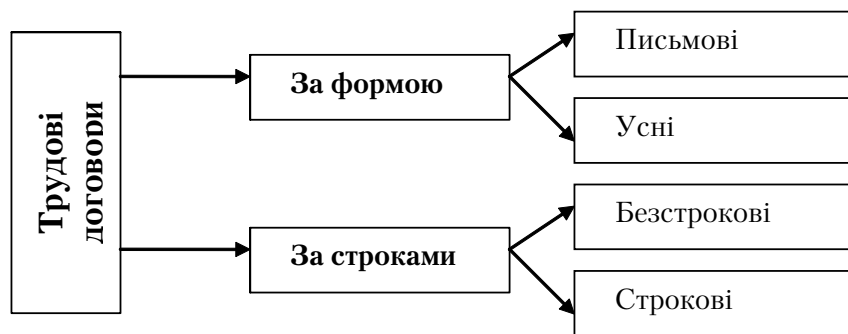 Трудові
договори
За формою
Письмові
Усні
За строками
Безстрокові
Строкові